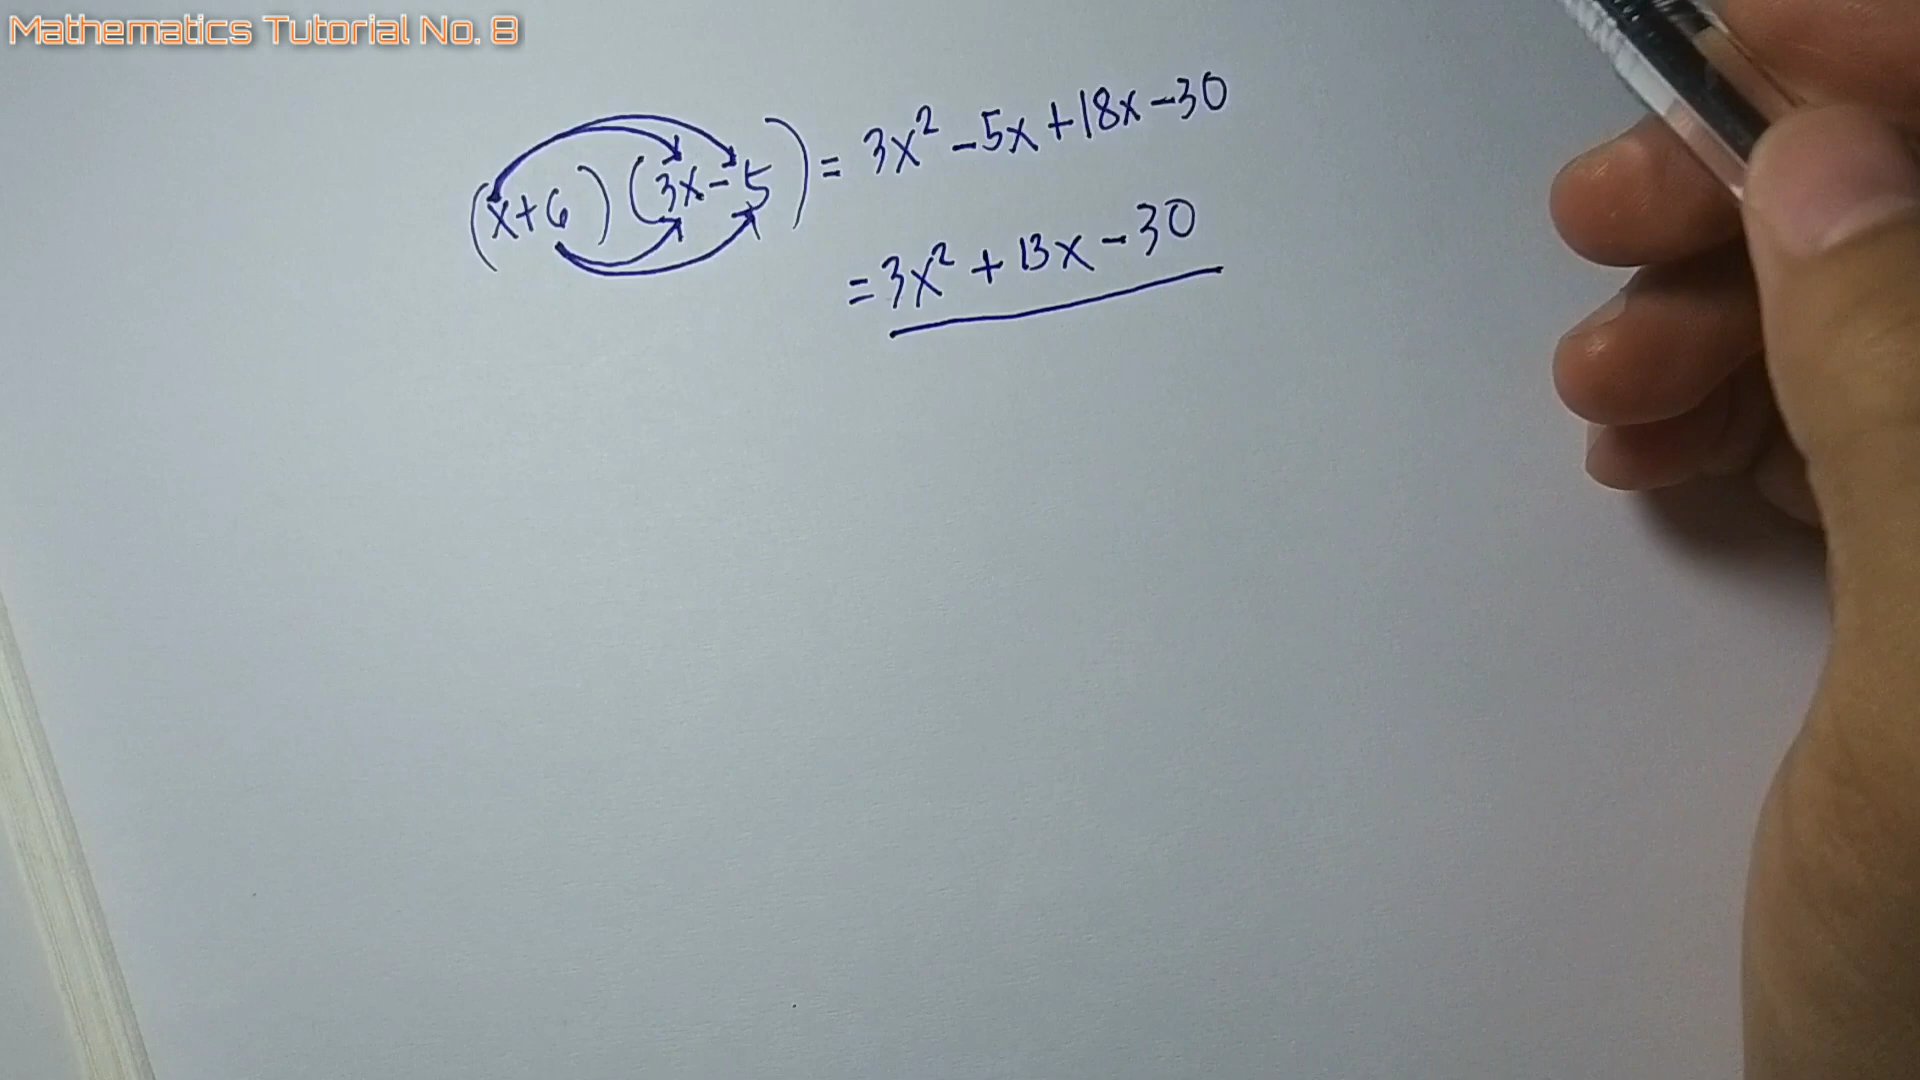 Mathematics Tutorial No. 8
(x+6)(3x-5) = 3x² - 5x + 18x - 30
= 3x² + 13x - 30